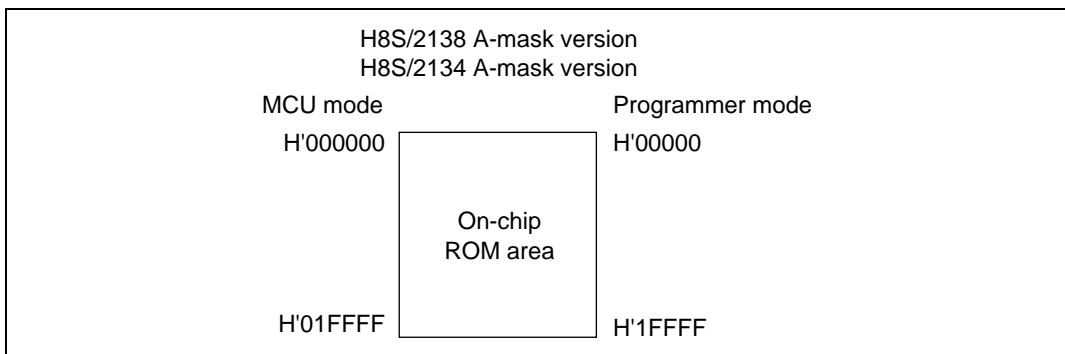 H8S/2138 A-mask version
H8S/2134 A-mask version
MCU mode
Programmer mode
H'000000
H'00000
On-chip
ROM area
H'01FFFF
H'1FFFF